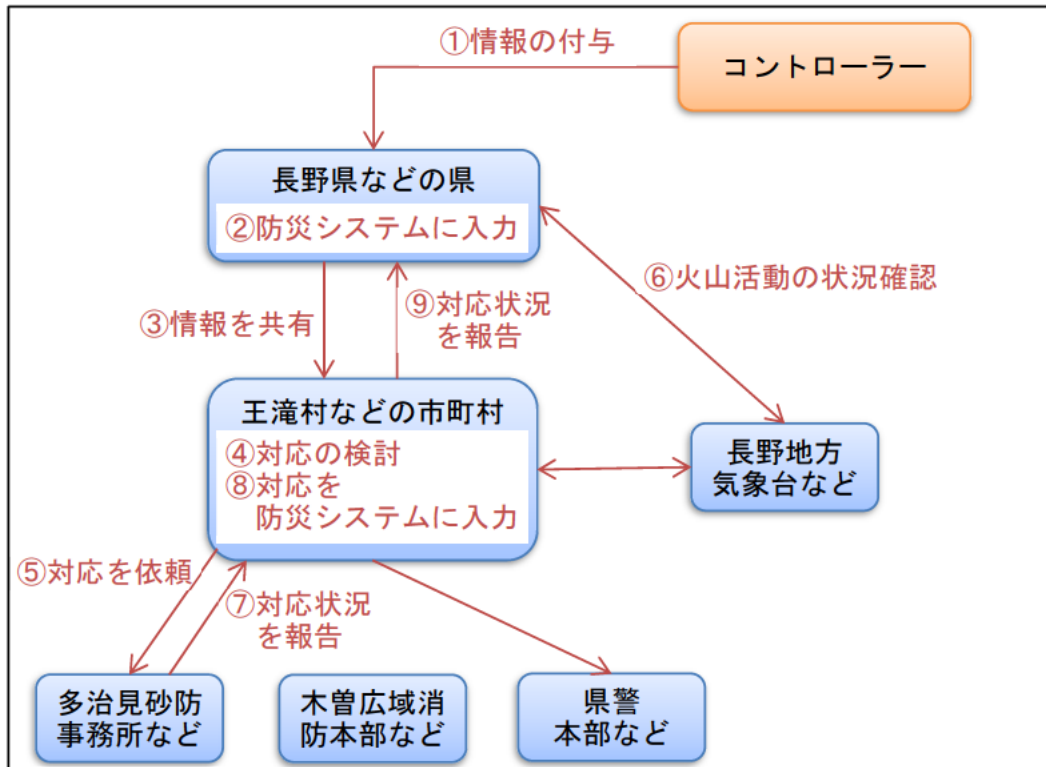 ①情報の付与
コントローラー
長野県などの県
②防災システムに入力
⑥火山活動の状況確認
③情報を共有
⑨対応状況
を報告
王滝村などの市町村
④対応の検討
⑧対応を
防災システムに入力
長野地方
気象台など
⑤対応を依頼
⑦対応状況
を報告
多治見砂防
事務所など
木曽広域消
防本部など
県警
本部など